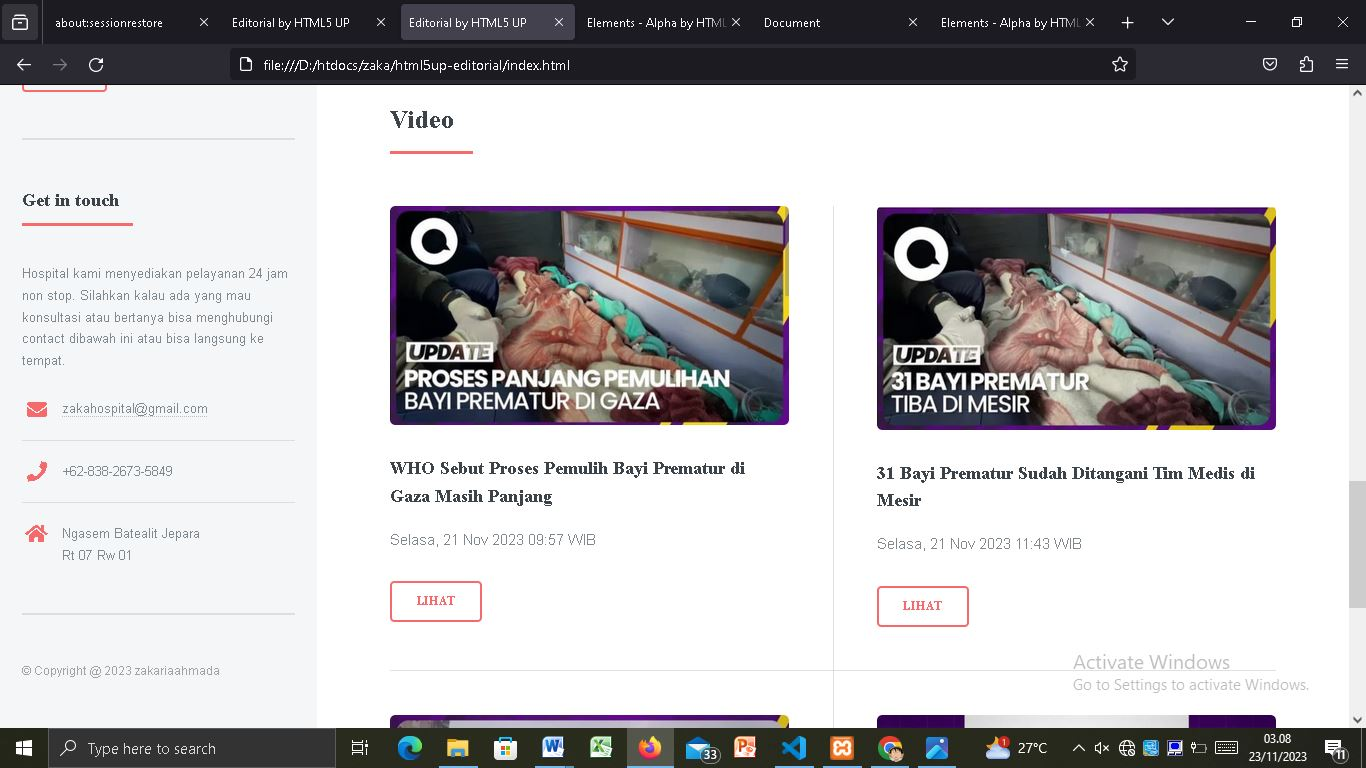 about:sessionrestore
Editorial by HTML5 UP
Editorial by HTML5 UP
Elements - Alpha by HTML
Document
Elements - Alpha by HTML
file:///D:/htdocs/zaka/html5up-editorial/index.html
Get in touch
Hospital kami menyediakan pelayanan 24 jam
non stop. Silahkan kalau ada yang mau
konsultasi atau bertanya bisa menghubungi
contact dibawah ini atau bisa langsung ke
tempat.
zakahospital@gmail.com
+62-838-2673-5849
Ngasem Batealit Jepara
Rt 07 Rw 01
© Copyright @ 2023 zakariaahmada
Video
UPDATE
PROSES PANJANG PEMULIHAN
BAYI PREMATUR DI GAZA
WHO Sebut Proses Pemulih Bayi Prematur di
Gaza Masih Panjang
Selasa, 21 Nov 2023 09:57 WIB
LIHAT
UPDATE
31 BAYI PREMATUR
TIBA DI MESIR
31 Bayi Prematur Sudah Ditangani Tim Medis di
Mesir
Selasa, 21 Nov 2023 11:43 WIB
LIHAT
Activate Windows
Go to Settings to activate Windows.
Type here to search
33
1
27°C
03.08
23/11/2023
11